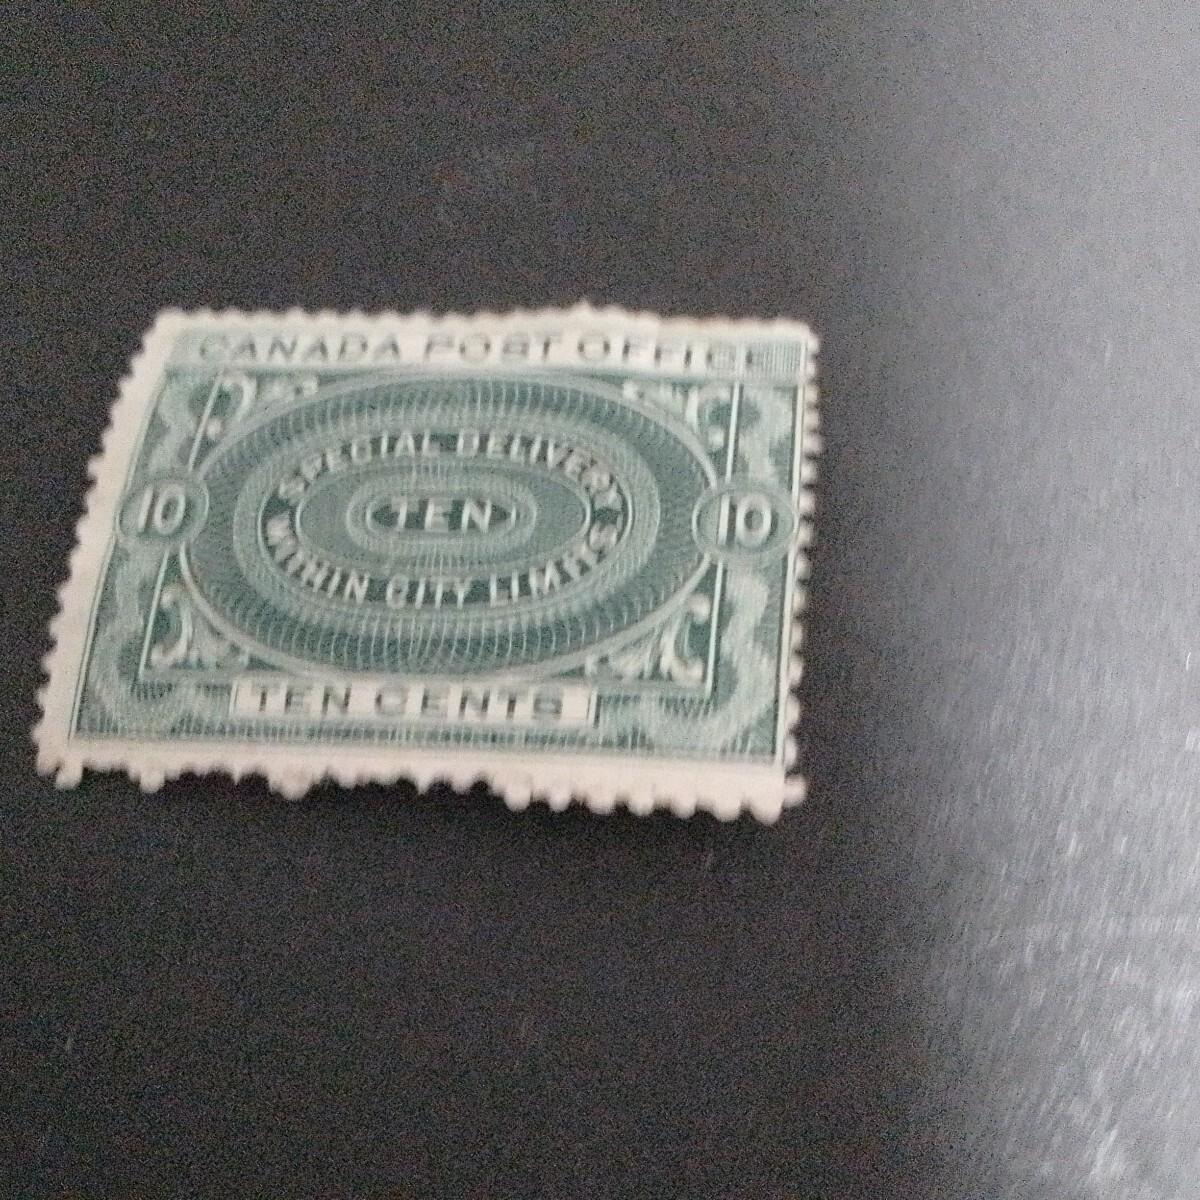 CANADA POST OFFICE
SPECIAL DELIVERY
10 TEN 10
WITHIN CITY LIMITS
TEN CENTS